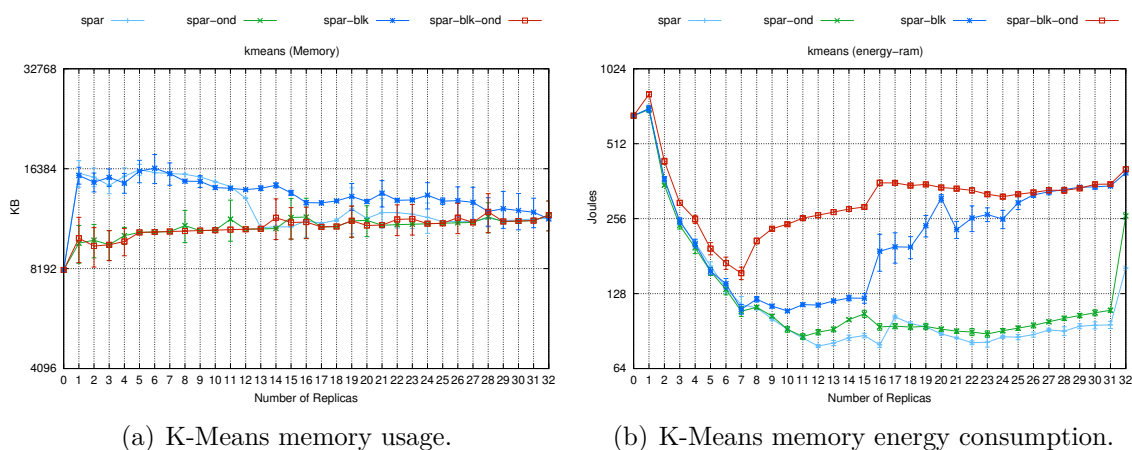 spar spar-ond spar-blk spar-blk-ond
kmeans (Memory)
32768
16384
8192
4096
KB
0 1 2 3 4 5 6 7 8 9 10 11 12 13 14 15 16 17 18 19 20 21 22 23 24 25 26 27 28 29 30 31 32
Number of Replicas
(a) K-Means memory usage.
spar spar-ond spar-blk spar-blk-ond
kmeans (energy-ram)
1024
512
256
128
64
Joules
0 1 2 3 4 5 6 7 8 9 10 11 12 13 14 15 16 17 18 19 20 21 22 23 24 25 26 27 28 29 30 31 32
Number of Replicas
(b) K-Means memory energy consumption.